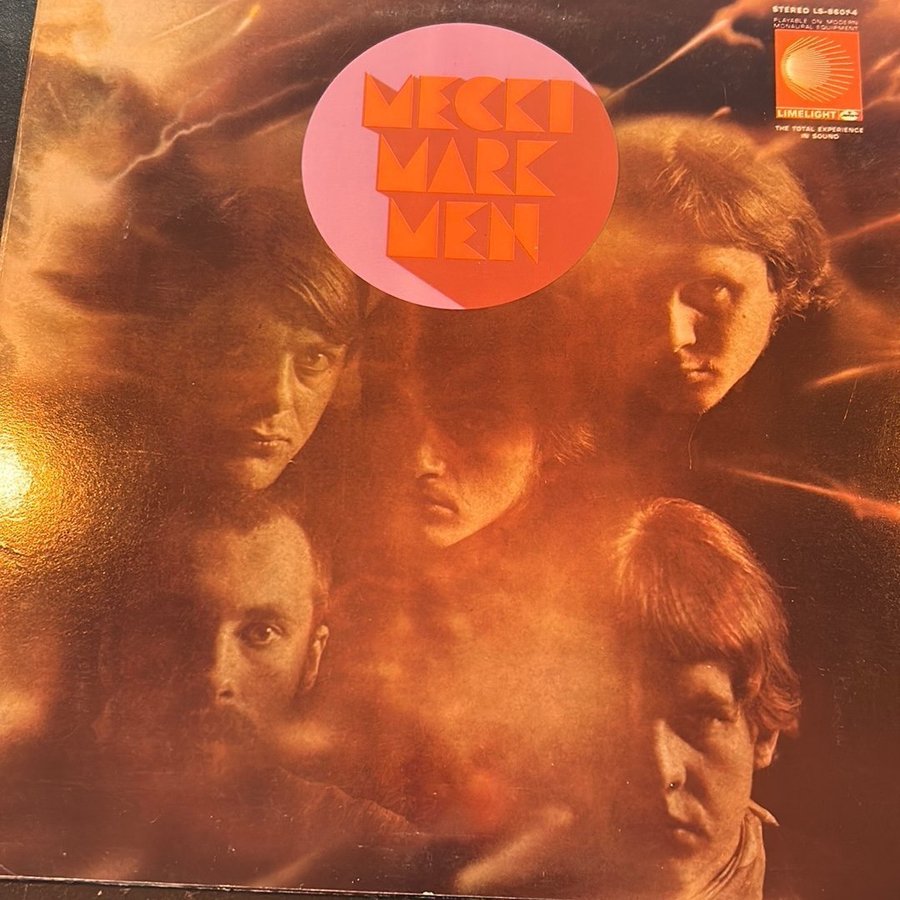 MECKI
MARK
MEN
STEREO LS-86054
PLAYABLE ON MODERN
MONAURAL EQUIPMENT
LIMELIGHT
THE TOTAL EXPERIENCE
IN SOUND